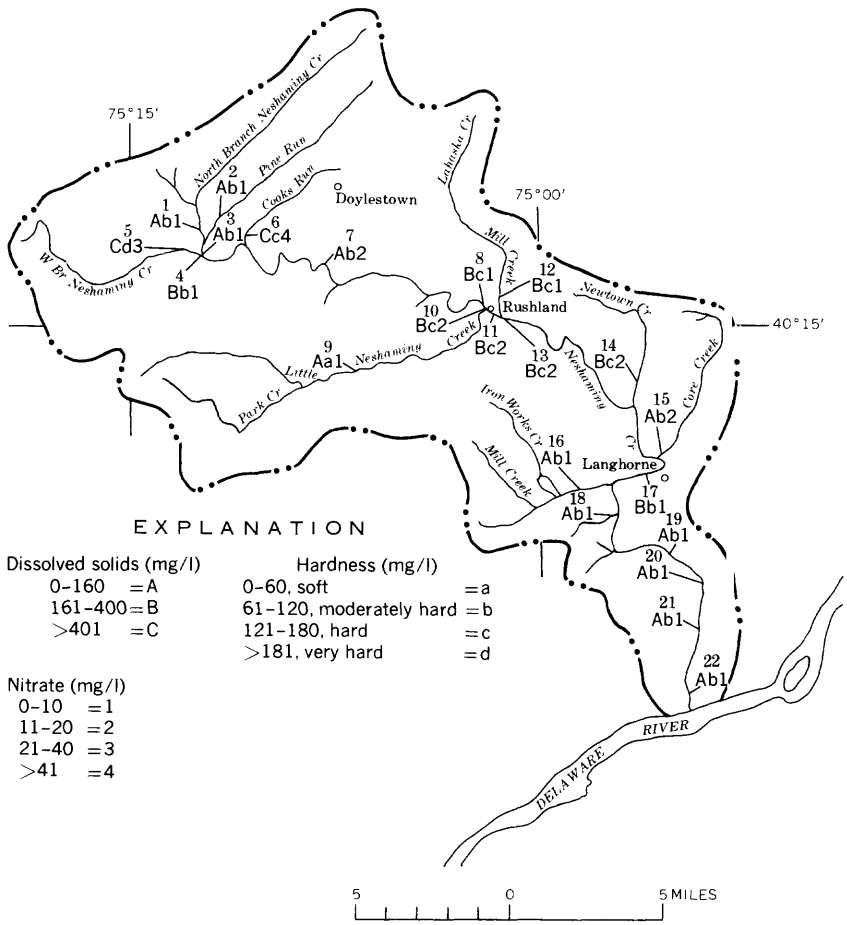 75°15'
North Branch Neshaming Cr
2
Ab1
Pine Run
Cooks Run
Doylestown
Lahaska Cr
75°00'
1
Ab1
3
Ab1
6
Cc4
5
Cd3
7
Ab2
W Br Neshaming Cr
4
Bb1
Mill
Creek
8
Bc1
12
Bc1
Newtown Cr
Rushland
40°15'
10
Bc2
11
Bc2
13
Bc2
9
Aa1
Little Neshaming Creek
Park Cr
Neshaming
Cr
14
Bc2
Core Creek
15
Ab2
Iron Works Cr
16
Ab1
Mill Creek
Langhorne
17
Bb1
18
Ab1
19
Ab1
20
Ab1
21
Ab1
22
Ab1
EXPLANATION
Dissolved solids (mg/l)
0-160 =A
161-400=B
>401 =C
Hardness (mg/l)
0-60, soft =a
61-120, moderately hard =b
121-180, hard =c
>181, very hard =d
Nitrate (mg/l)
0-10 =1
11-20 =2
21-40 =3
>41 =4
DELAWARE RIVER
5 0 5 MILES